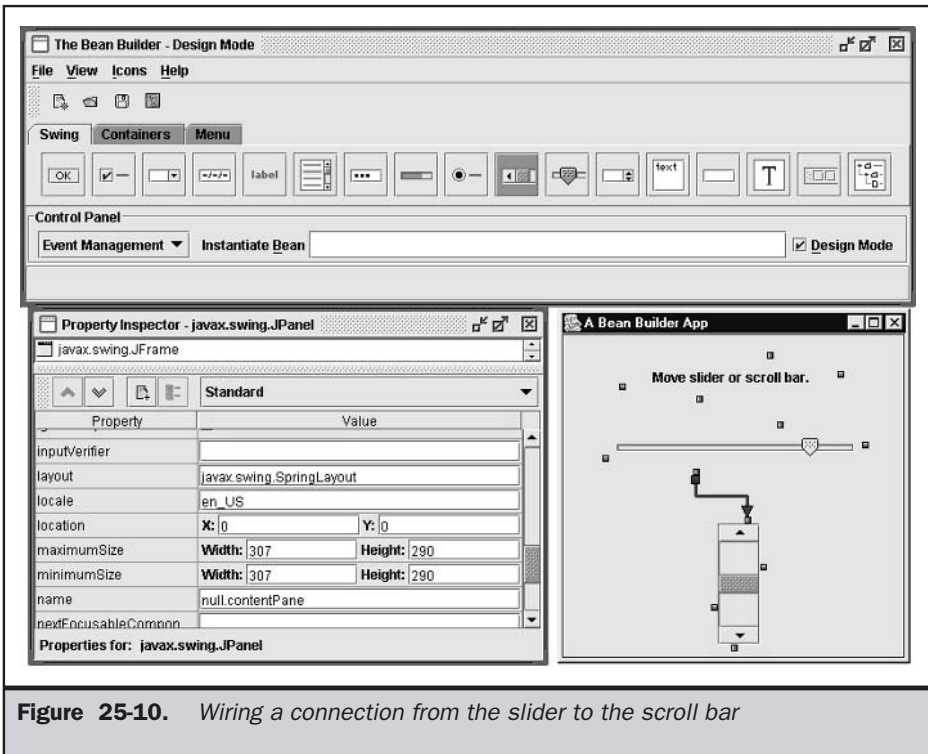 The Bean Builder - Design Mode
File View Icons Help
Swing Containers Menu
OK
-/-/-
label
text
T
Control Panel
Event Management Instantiate Bean Design Mode
Property Inspector - javax.swing.JPanel
javax.swing.JFrame
Standard
Property Value
inputVerifier
layout javax.swing.SpringLayout
locale en_US
location X: 0 Y: 0
maximumSize Width: 307 Height: 290
minimumSize Width: 307 Height: 290
name null.contentPane
nextFocusableCompon
Properties for: javax.swing.JPanel
A Bean Builder App
Move slider or scroll bar.
Figure 25-10. Wiring a connection from the slider to the scroll bar